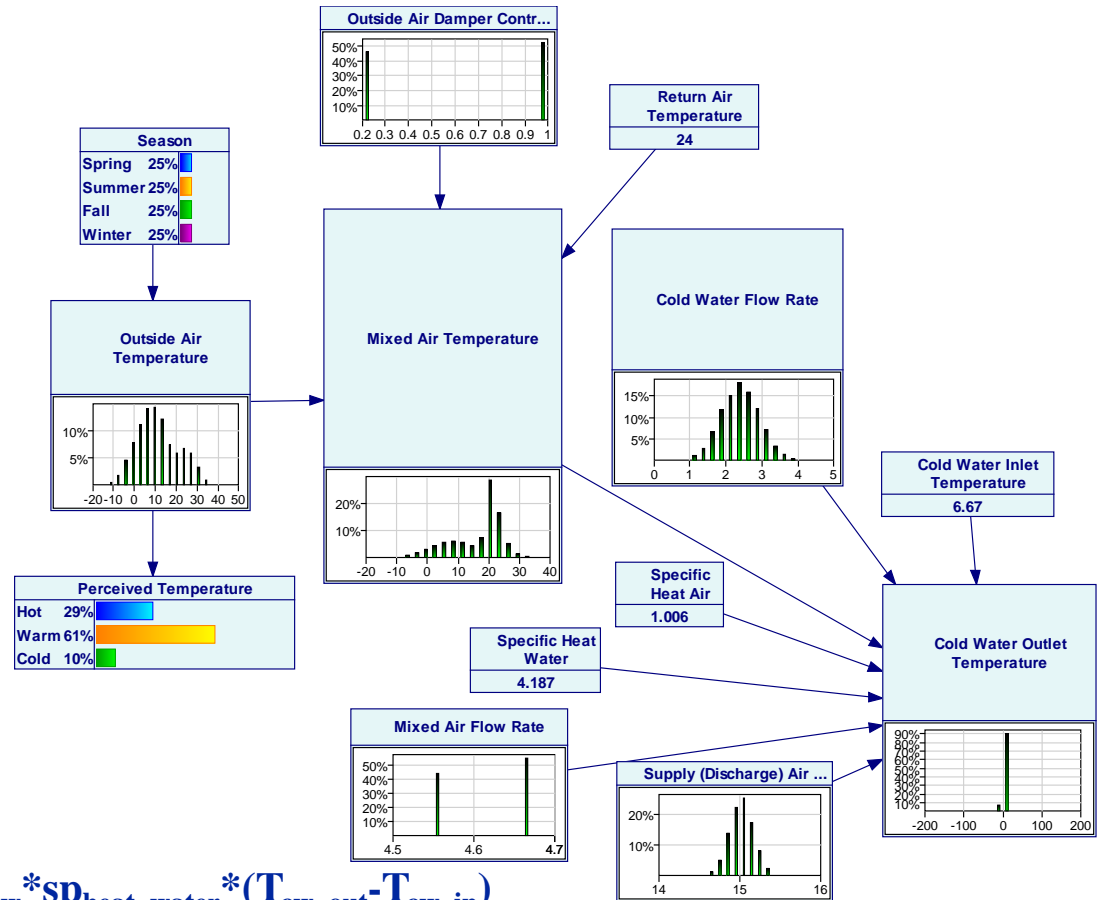 Outside Air Damper Contr...
50%
40%
30%
20%
10%
0.2 0.3 0.4 0.5 0.6 0.7 0.8 0.9 1
Return Air
Temperature
24
Season
Spring 25%
Summer 25%
Fall 25%
Winter 25%
Outside Air
Temperature
10%
5%
-20 -10 0 10 20 30 40 50
Mixed Air Temperature
20%
10%
-20 -10 0 10 20 30 40
Cold Water Flow Rate
15%
10%
5%
0 1 2 3 4 5
Cold Water Inlet
Temperature
6.67
Perceived Temperature
Hot 29%
Warm 61%
Cold 10%
Specific
Heat Air
1.006
Specific Heat
Water
4.187
Cold Water Outlet
Temperature
90%
80%
70%
60%
50%
40%
30%
20%
10%
-200 -100 0 100 200
Mixed Air Flow Rate
50%
40%
30%
20%
10%
4.5 4.6 4.7
Supply (Discharge) Air ...
20%
10%
14 15 16
*sp heat_water *(T cw_out -T cw_in )